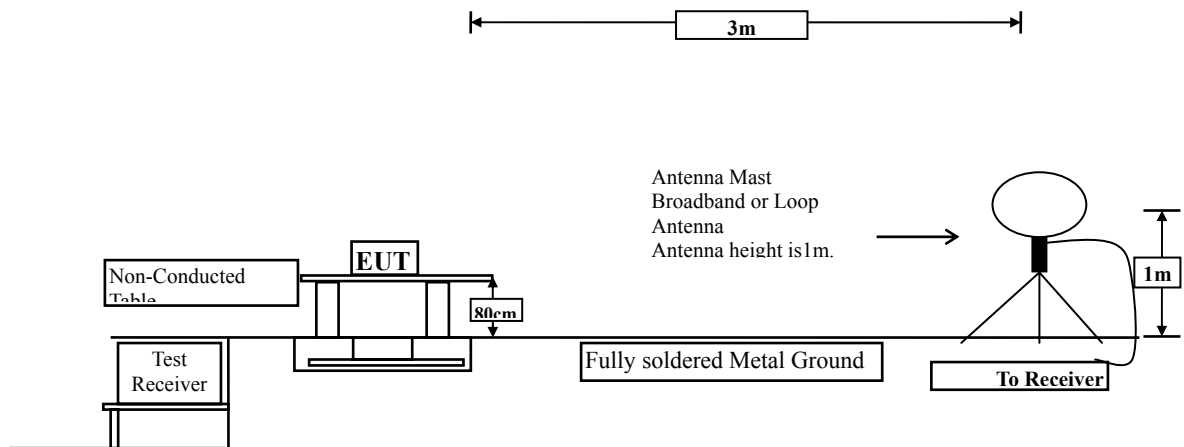 3m
Antenna Mast
Broadband or Loop
Antenna
Antenna height is1m.
EUT
Non-Conducted
Table
80cm
1m
Test
Receiver
Fully soldered Metal Ground
To Receiver